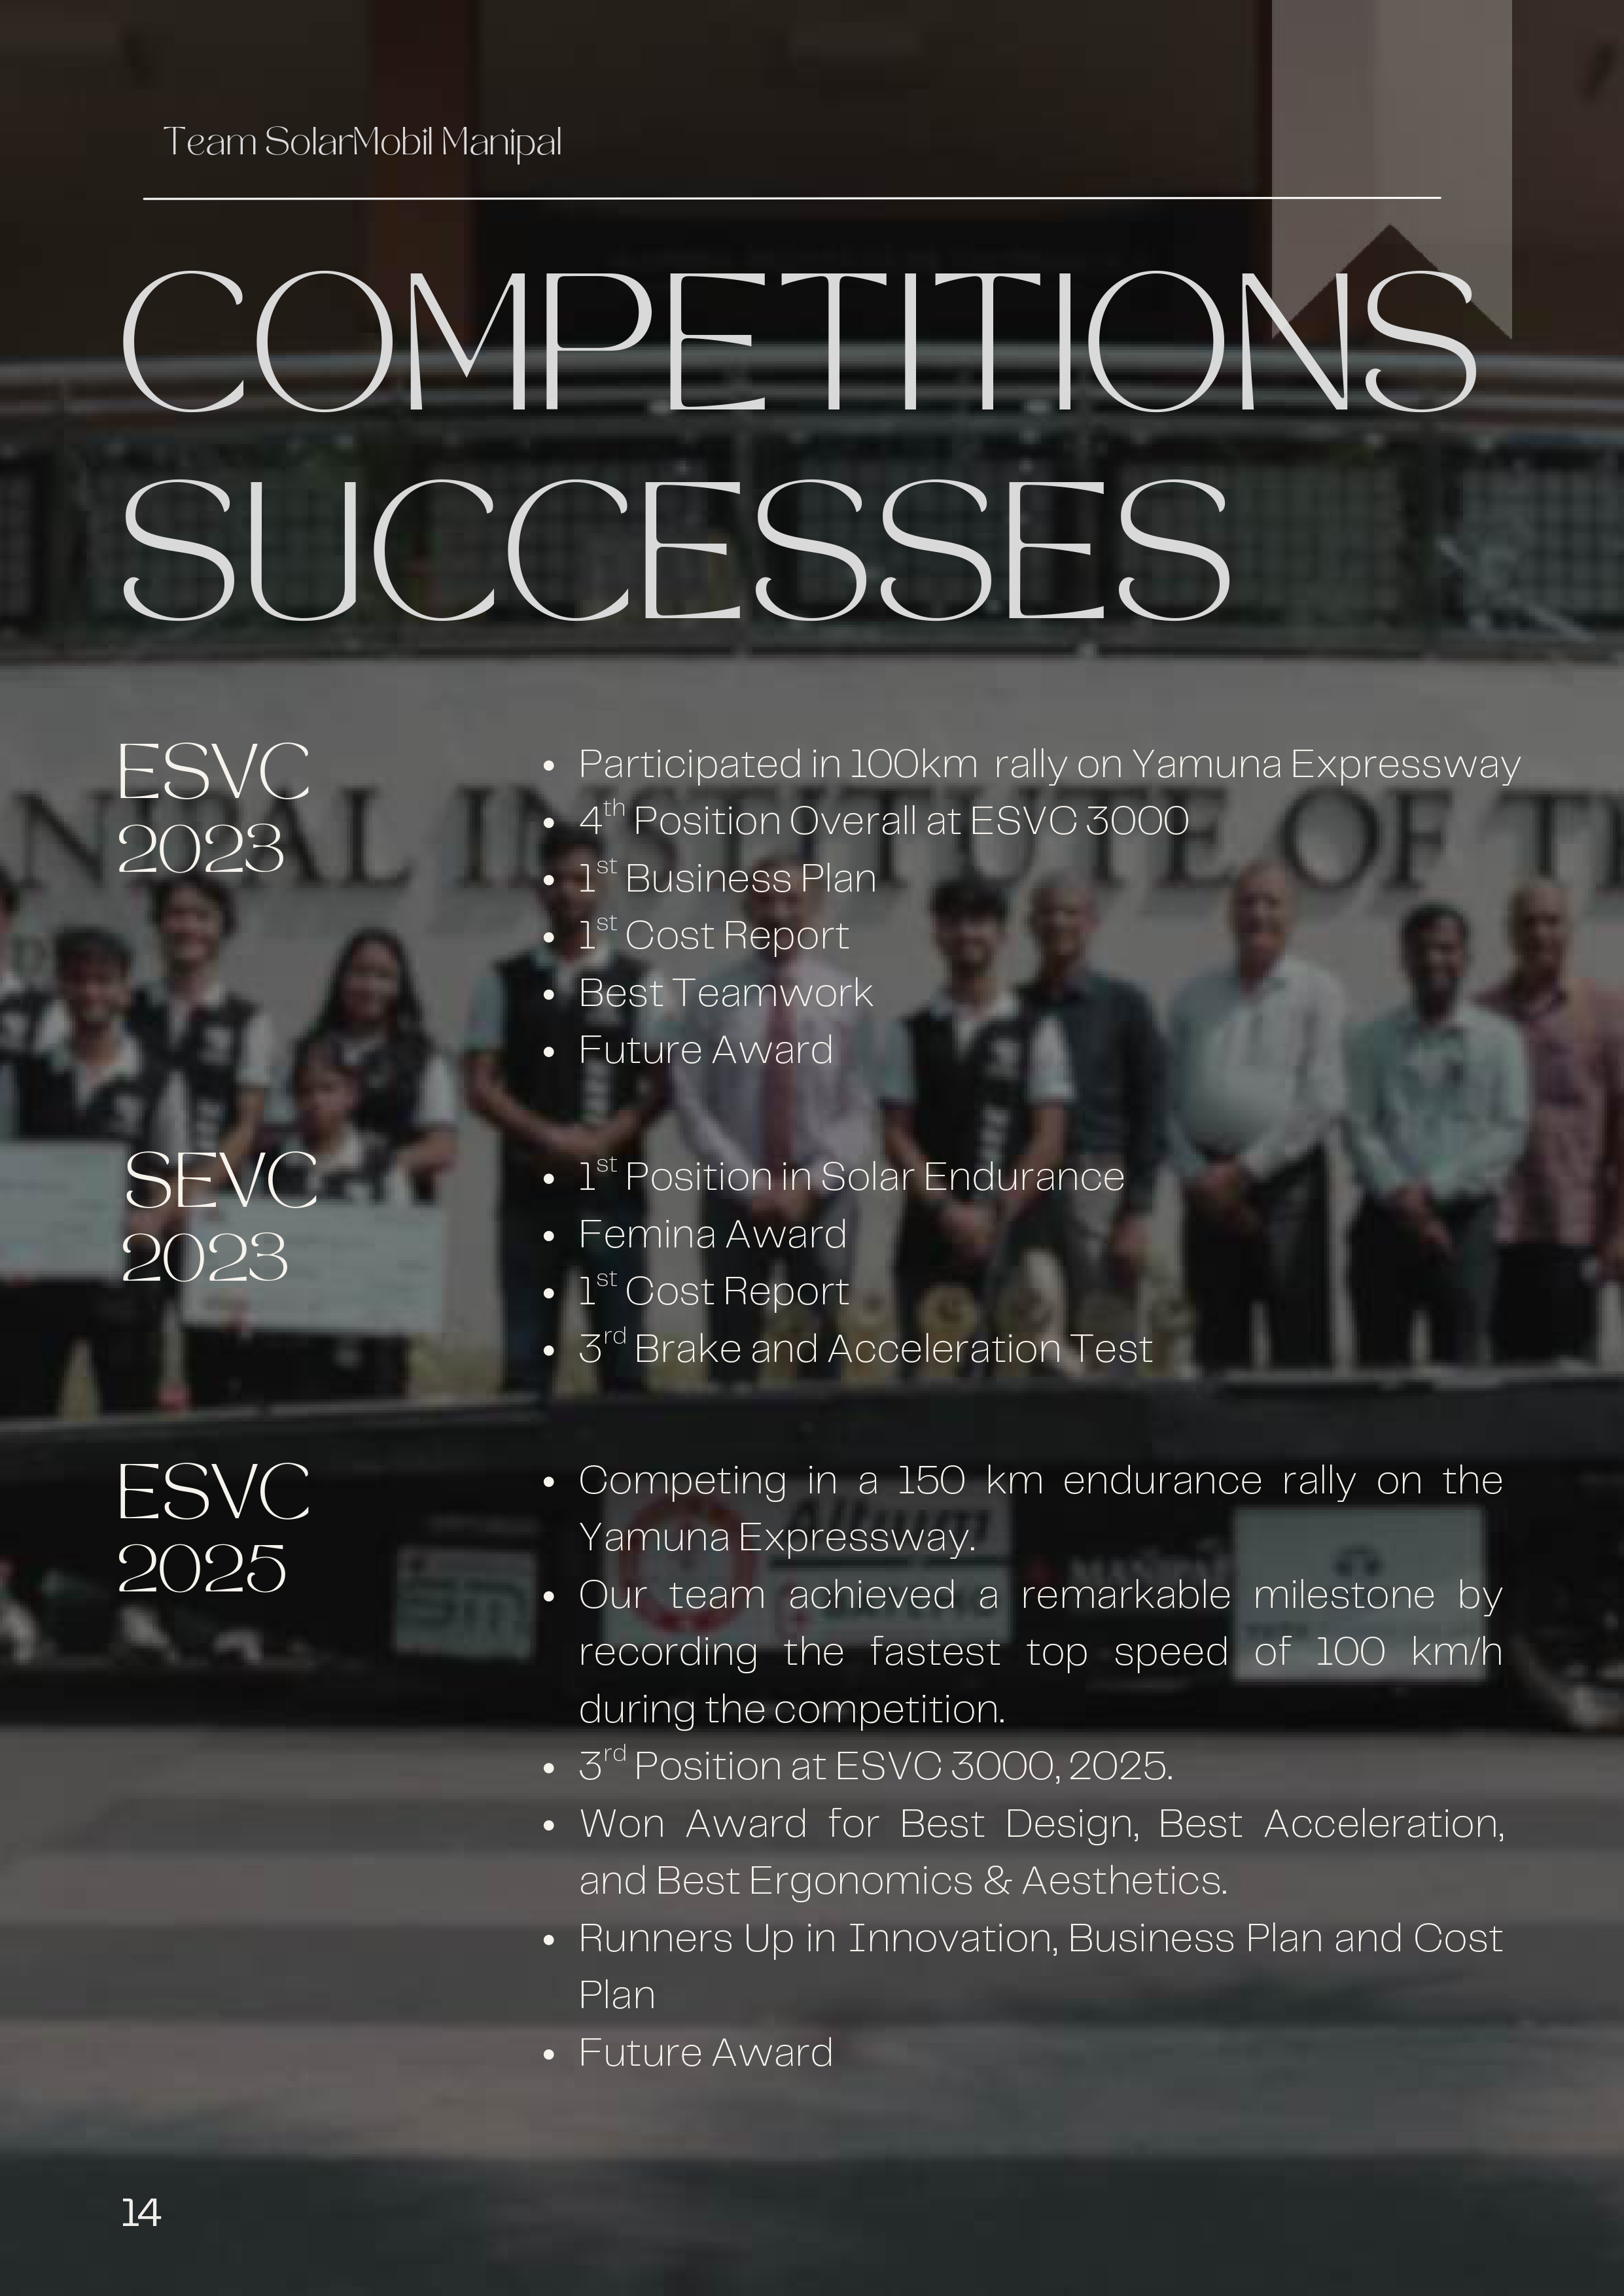 Team SolarMobil Manipal
COMPETITIONS
SUCCESSES
ESVC
2023
• Participated in 100km rally on Yamuna Expressway
• 4th Position Overall at ESVC 3000
• 1st Business Plan
• 1st Cost Report
• Best Teamwork
• Future Award
NIPAL INSTITUTE OF TE
SEVC
2023
• 1st Position in Solar Endurance
• Femina Award
• 1st Cost Report
• 3rd Brake and Acceleration Test
ESVC
2025
• Competing in a 150 km endurance rally on the
Yamuna Expressway.
• Our team achieved a remarkable milestone by
recording the fastest top speed of 100 km/h
during the competition.
• 3rd Position at ESVC 3000, 2025.
• Won Award for Best Design, Best Acceleration,
and Best Ergonomics & Aesthetics.
• Runners Up in Innovation, Business Plan and Cost
Plan
• Future Award
Altium
14